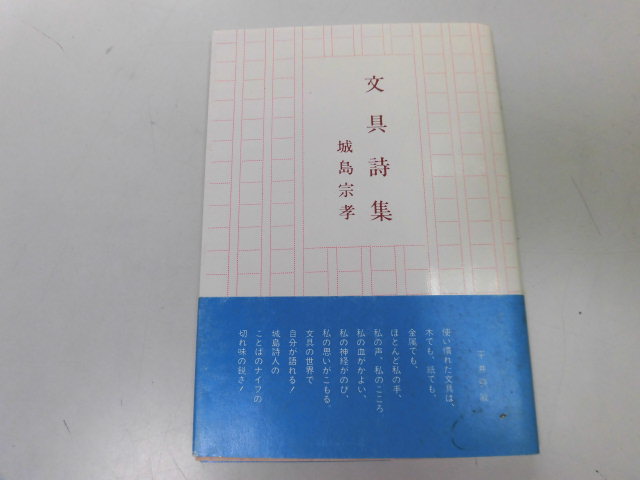 文具詩集
城島宗孝
使い慣れた文具は、
木でも、紙でも、
金属でも、
ほとんど私の手、
私の声、私のこころ
私の血がかよい、
私の神経がのび、
私の思いがこもる、
文具の世界で
自分が語れる!
城島詩人の
ことばのナイフの
切れ味の鋭さ!